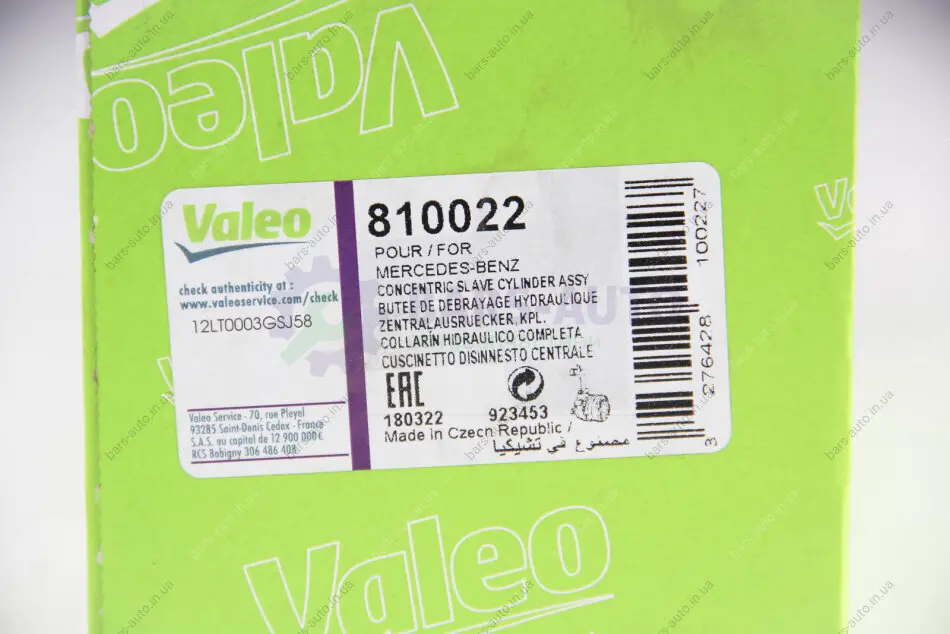 Valeo
Valeo
check authenticity at :
www.valeoservice.com/check
12LT0003GSJ58
Valeo Service - 70, rue Pleyel
93285 Saint-Denis Cedex - France
S.A.S. au capital de 12 900 000 €
RCS Bobigny 306 486 408
810022
POUR / FOR
MERCEDES-BENZ
CONCENTRIC SLAVE CYLINDER ASSY
BUTEE DE DEBRAYAGE HYDRAULIQUE
ZENTRALAUSRUECKER, KPL.
COLLARÍN HIDRAULICO COMPLETA
CUSCINETTO DISINNESTO CENTRALE
EAC
180322 923453
Made in Czech Republic /
مصنوع في تشيكيا
3 276428 100227
Valeo
bars-auto.in.ua